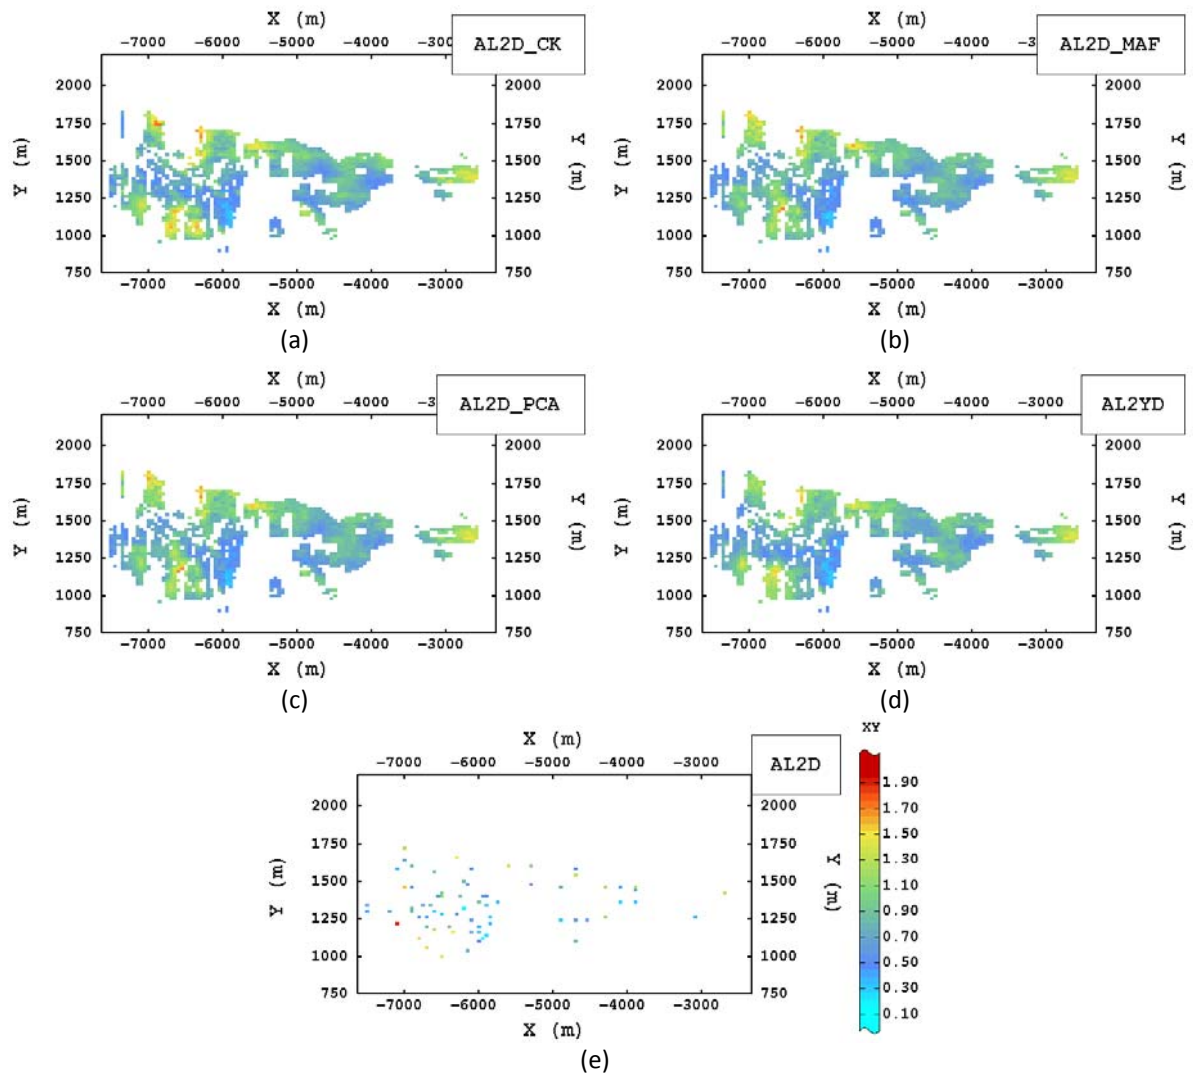 X (m)
-7000 -6000 -5000 -4000 -3000
AL2D_CK
2000
1750
1500
1250
1000
750
Y (m)
2000
1750
1500
1250
1000
750
Y (m)
-7000 -6000 -5000 -4000 -3000
X (m)
(a)
X (m)
-7000 -6000 -5000 -4000 -300
AL2D_MAF
2000
1750
1500
1250
1000
750
Y (m)
2000
1750
1500
1250
1000
750
Y (m)
-7000 -6000 -5000 -4000 -3000
X (m)
(b)
X (m)
-7000 -6000 -5000 -4000 -3
AL2D_PCA
2000
1750
1500
1250
1000
750
Y (m)
2000
1750
1500
1250
1000
750
Y (m)
-7000 -6000 -5000 -4000 -3000
X (m)
(c)
X (m)
-7000 -6000 -5000 -4000 -3000
AL2YD
2000
1750
1500
1250
1000
750
Y (m)
2000
1750
1500
1250
1000
750
Y (m)
-7000 -6000 -5000 -4000 -3000
X (m)
(d)
X (m)
-7000 -6000 -5000 -4000 -3000
AL2D
2000
1750
1500
1250
1000
750
Y (m)
2000
1750
1500
1250
1000
750
Y (m)
-7000 -6000 -5000 -4000 -3000
X (m)
XY
1.90
1.70
1.50
1.30
1.10
0.90
0.70
0.50
0.30
0.10
(e)